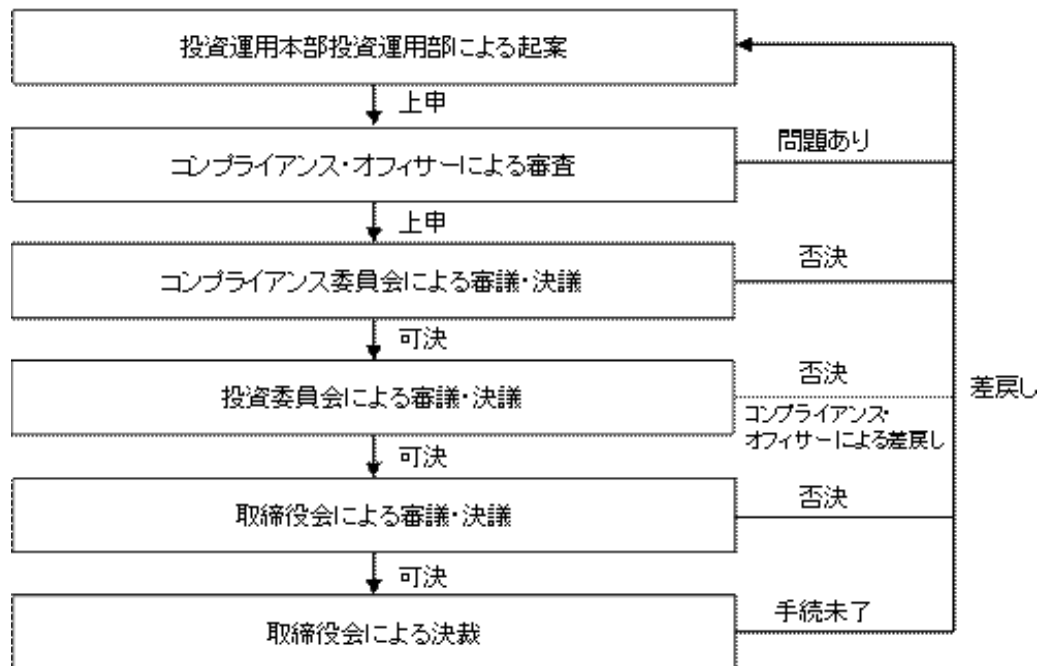 投資運用本部投資運用部による起案
上申
コンプライアンス・オフィサーによる審査
問題あり
上申
コンプライアンス委員会による審議・決議
否決
可決
投資委員会による審議・決議
否決
コンプライアンス・
オフィサーによる差戻し
差戻し
可決
取締役会による審議・決議
否決
可決
取締役会による決裁
手続未了